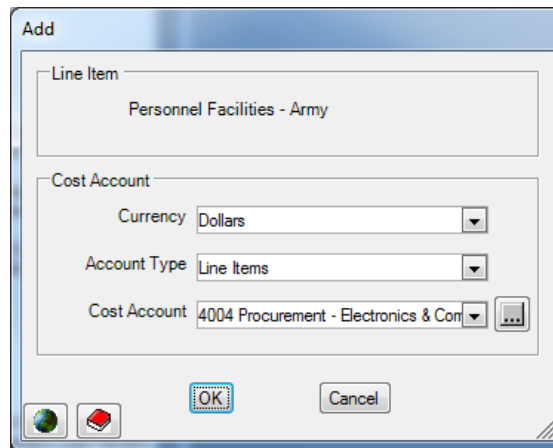 Add
Line Item
Personnel Facilities - Army
Cost Account
Currency Dollars
Account Type Line Items
Cost Account 4004 Procurement - Electronics & Com ...
OK Cancel